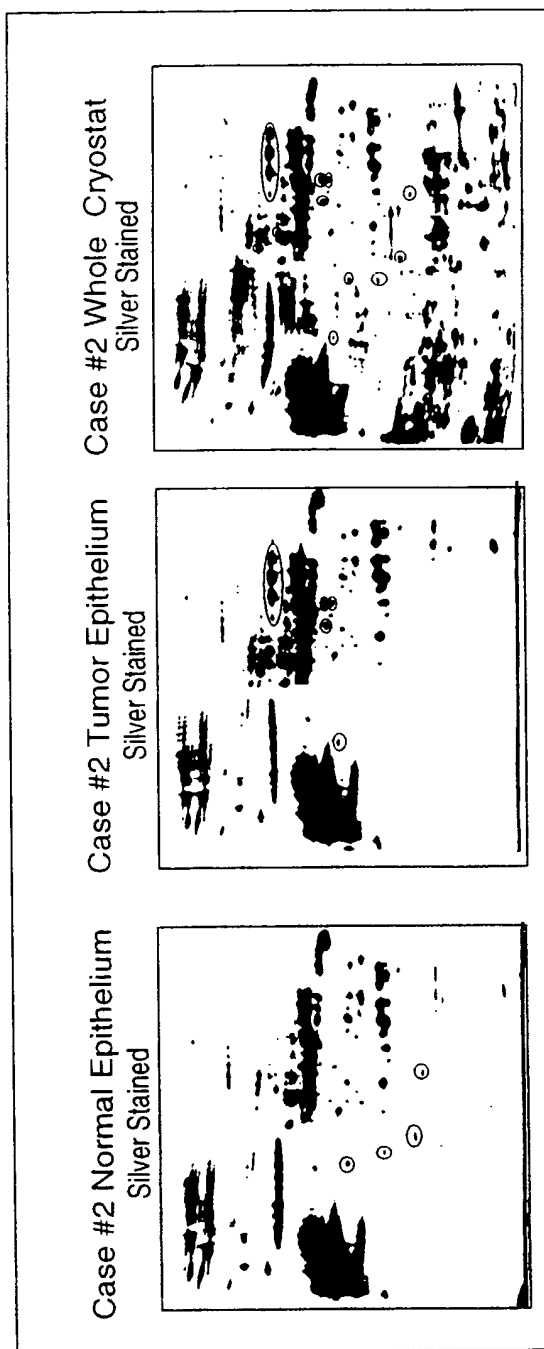 Case #2 Normal Epithelium
Silver Stained
Case #2 Tumor Epithelium
Silver Stained
Case #2 Whole Cryostat
Silver Stained